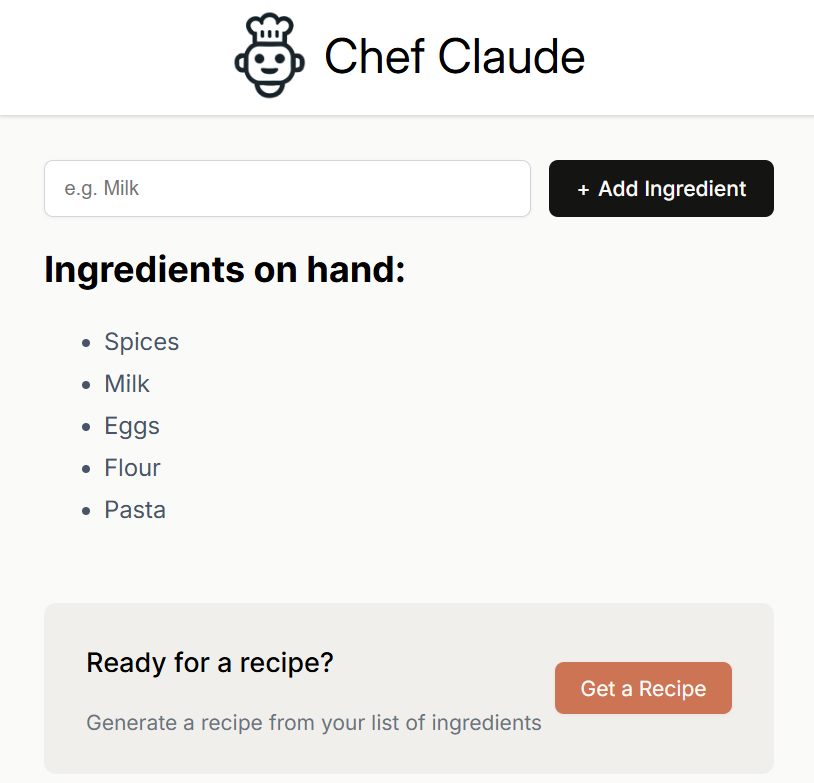 Chef Claude
e.g. Milk
+ Add Ingredient
Ingredients on hand:
• Spices
• Milk
• Eggs
• Flour
• Pasta
Ready for a recipe?
Get a Recipe
Generate a recipe from your list of ingredients